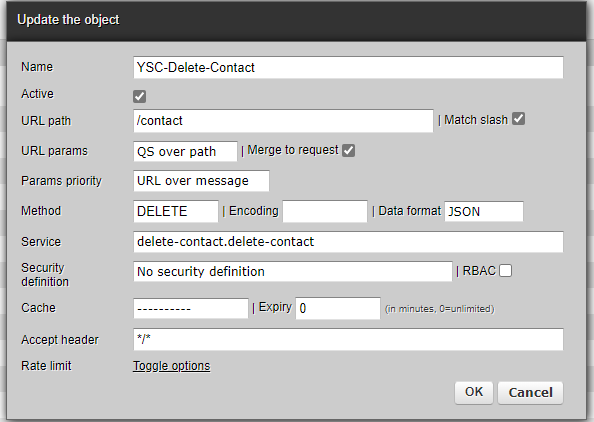 Update the object
Name YSC-Delete-Contact
Active
URL path /contact | Match slash
URL params QS over path | Merge to request
Params priority URL over message
Method DELETE | Encoding | Data format JSON
Service delete-contact.delete-contact
Security definition No security definition | RBAC
Cache ---------- | Expiry 0 (in minutes, 0=unlimited)
Accept header */*
Rate limit Toggle options
OK Cancel